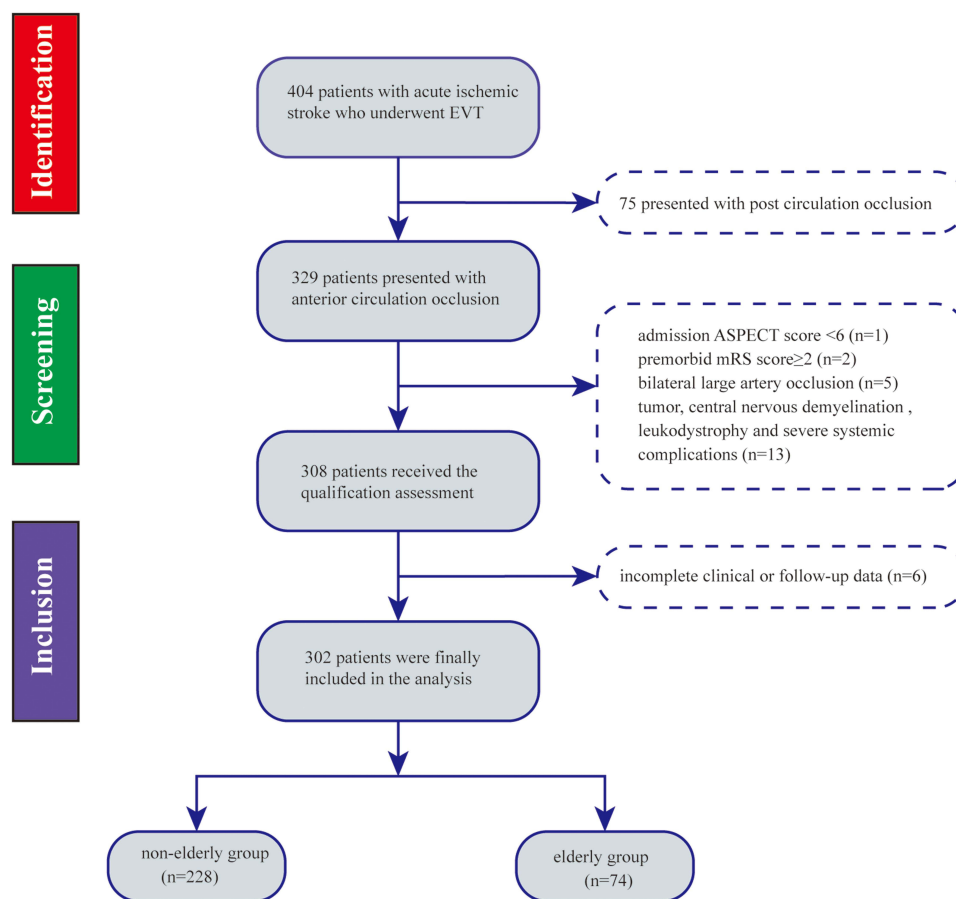 Identification
404 patients with acute ischemic
stroke who underwent EVT
75 presented with post circulation occlusion
Screening
329 patients presented with
anterior circulation occlusion
admission ASPECT score <6 (n=1)
premorbid mRS score≥2 (n=2)
bilateral large artery occlusion (n=5)
tumor, central nervous demyelination ,
leukodystrophy and severe systemic
complications (n=13)
308 patients received the
qualification assessment
Inclusion
incomplete clinical or follow-up data (n=6)
302 patients were finally
included in the analysis
non-elderly group
(n=228)
elderly group
(n=74)